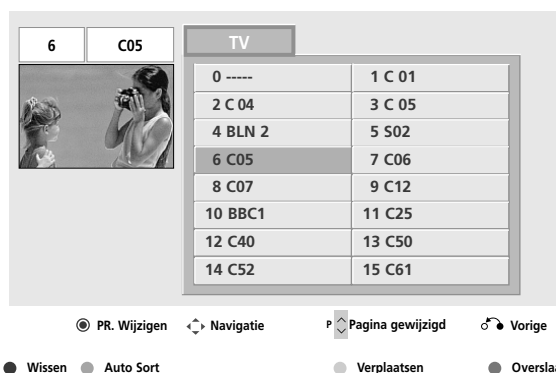 6 C05 TV
0 ----- 1 C 01
2 C 04 3 C 05
4 BLN 2 5 S02
6 C05 7 C06
8 C07 9 C12
10 BBC1 11 C25
12 C40 13 C50
14 C52 15 C61
PR. Wijzigen Navigatie P Pagina gewijzigd Vorige
Wissen Auto Sort Verplaatsen Oversla